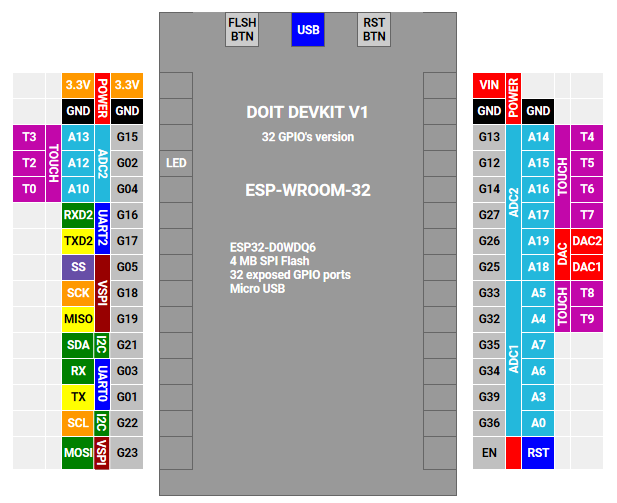 FLSH
BTN
USB
RST
BTN
3.3V POWER 3.3V
GND GND
T3 TOUCH A13 ADC2 G15
T2 A12 G02
T0 A10 G04
RXD2 UART2 G16
TXD2 G17
SS VSPI G05
SCK G18
MISO G19
SDA I2C G21
RX UART0 G03
TX G01
SCL I2C G22
MOSI VSPI G23
DOIT DEVKIT V1
32 GPIO's version
LED
ESP-WROOM-32
ESP32-D0WDQ6
4 MB SPI Flash
32 exposed GPIO ports
Micro USB
VIN POWER
GND GND
G13 ADC2 A14 TOUCH T4
G12 A15 T5
G14 A16 T6
G27 A17 T7
G26 A19 DAC DAC2
G25 A18 DAC1
G33 ADC1 A5 TOUCH T8
G32 A4 T9
G35 A7
G34 A6
G39 A3
G36 A0
EN RST